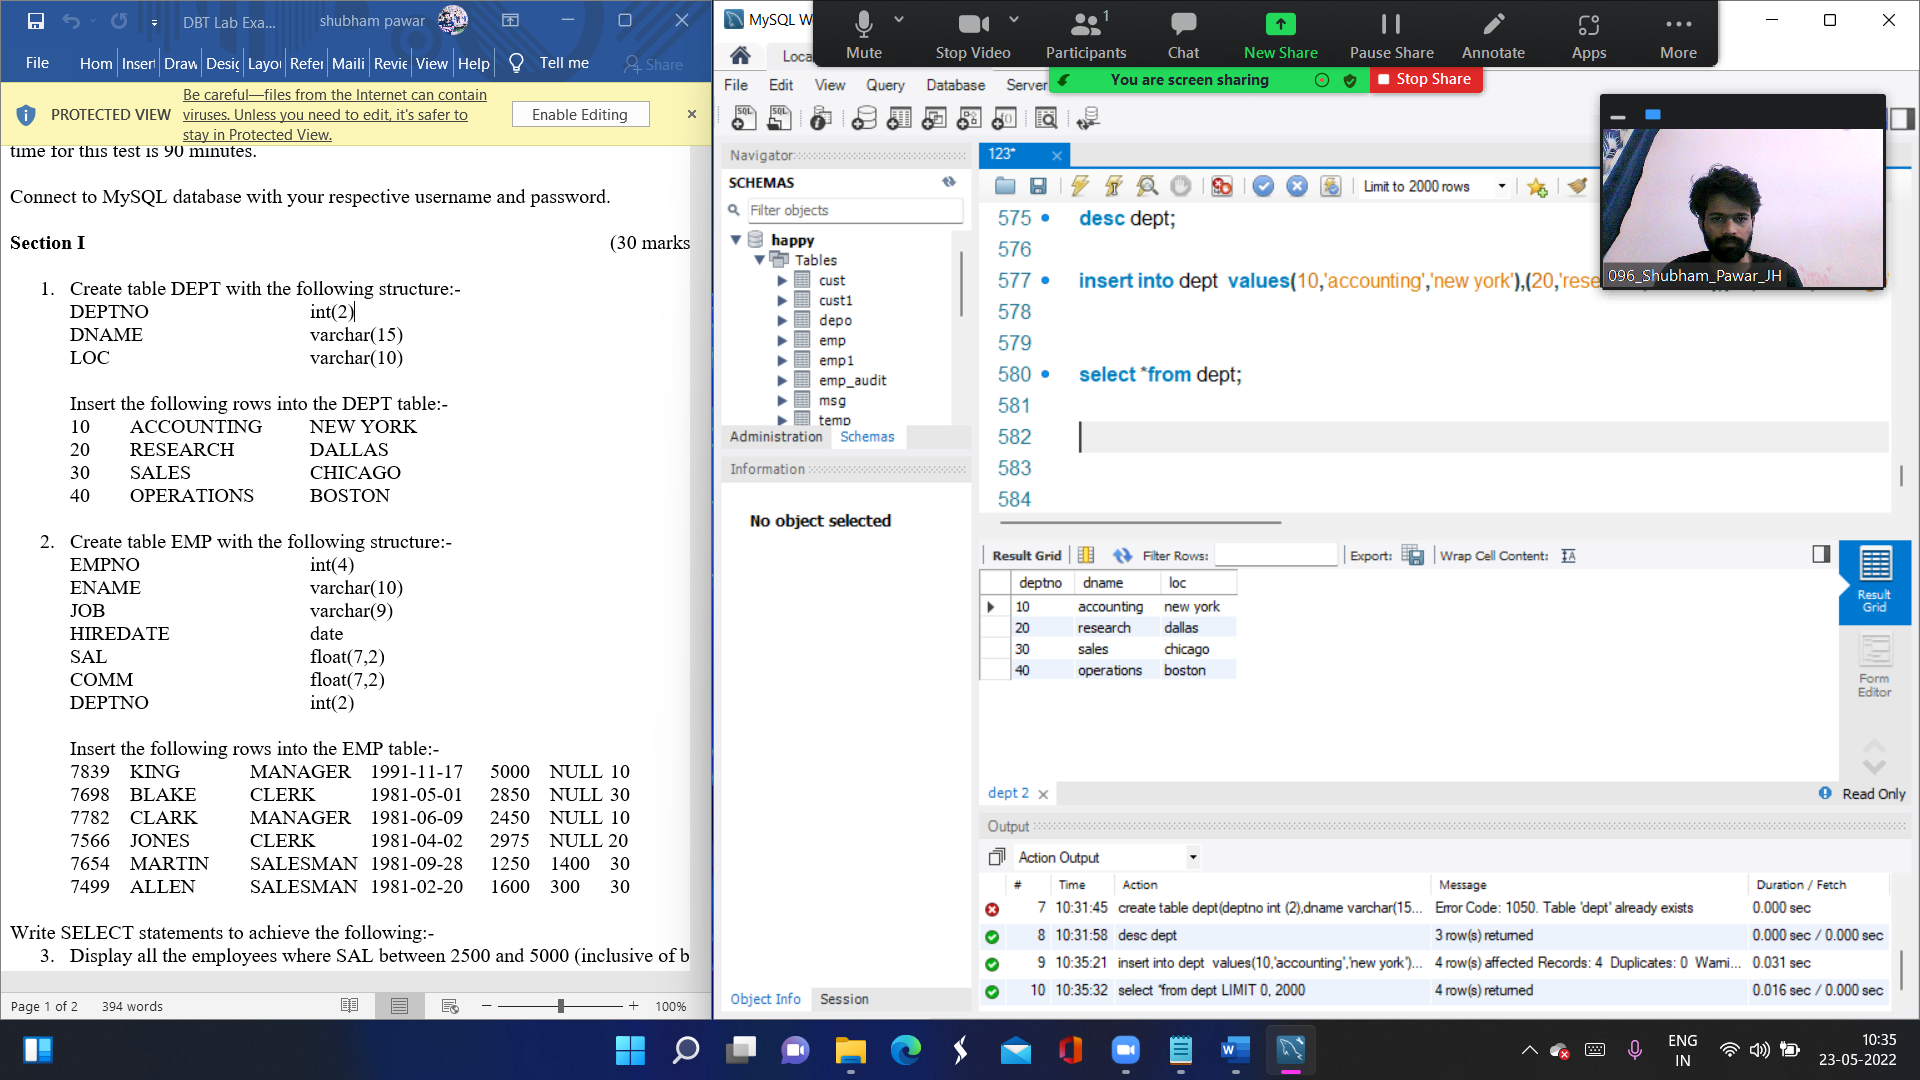 DBT Lab Exa...
shubham pawar
File
Hom
Inser
Draw
Desig
Layo
Refer
Maili
Revie
View
Help
Tell me
Share
PROTECTED VIEW
Be careful—files from the Internet can contain
viruses. Unless you need to edit, it's safer to
stay in Protected View.
Enable Editing
time for this test is 90 minutes.
Connect to MySQL database with your respective username and password.
Section I (30 marks
1. Create table DEPT with the following structure:-
DEPTNO int(2)
DNAME varchar(15)
LOC varchar(10)
Insert the following rows into the DEPT table:-
10 ACCOUNTING NEW YORK
20 RESEARCH DALLAS
30 SALES CHICAGO
40 OPERATIONS BOSTON
2. Create table EMP with the following structure:-
EMPNO int(4)
ENAME varchar(10)
JOB varchar(9)
HIREDATE date
SAL float(7,2)
COMM float(7,2)
DEPTNO int(2)
Insert the following rows into the EMP table:-
7839 KING MANAGER 1991-11-17 5000 NULL 10
7698 BLAKE CLERK 1981-05-01 2850 NULL 30
7782 CLARK MANAGER 1981-06-09 2450 NULL 10
7566 JONES CLERK 1981-04-02 2975 NULL 20
7654 MARTIN SALESMAN 1981-09-28 1250 1400 30
7499 ALLEN SALESMAN 1981-02-20 1600 300 30
Write SELECT statements to achieve the following:-
3. Display all the employees where SAL between 2500 and 5000 (inclusive of b
Page 1 of 2 394 words
100%
MySQL W
Mute
Stop Video
1
Participants
Chat
New Share
Pause Share
Annotate
Apps
More
You are screen sharing
Stop Share
Loca
File Edit View Query Database Server
Navigator
SCHEMAS
Filter objects
happy
Tables
cust
cust1
depo
emp
emp1
emp_audit
msg
temp
Administration Schemas
Information
No object selected
Object Info Session
123*
Limit to 2000 rows
575 desc dept;
576
577 insert into dept values(10,'accounting','new york'),(20,'rese
578
579
580 select *from dept;
581
582
583
584
096_Shubham_Pawar_JH
Result Grid Filter Rows: Export: Wrap Cell Content:
deptno dname loc
10 accounting new york
20 research dallas
30 sales chicago
40 operations boston
Result
Grid
Form
Editor
dept 2
Read Only
Output
Action Output
# Time Action Message Duration / Fetch
7 10:31:45 create table dept(deptno int (2),dname varchar(15... Error Code: 1050. Table 'dept' already exists 0.000 sec
8 10:31:58 desc dept 3 row(s) returned 0.000 sec / 0.000 sec
9 10:35:21 insert into dept values(10,'accounting','new york')... 4 row(s) affected Records: 4 Duplicates: 0 Warni... 0.031 sec
10 10:35:32 select *from dept LIMIT 0, 2000 4 row(s) returned 0.016 sec / 0.000 sec
ENG
IN
10:35
23-05-2022